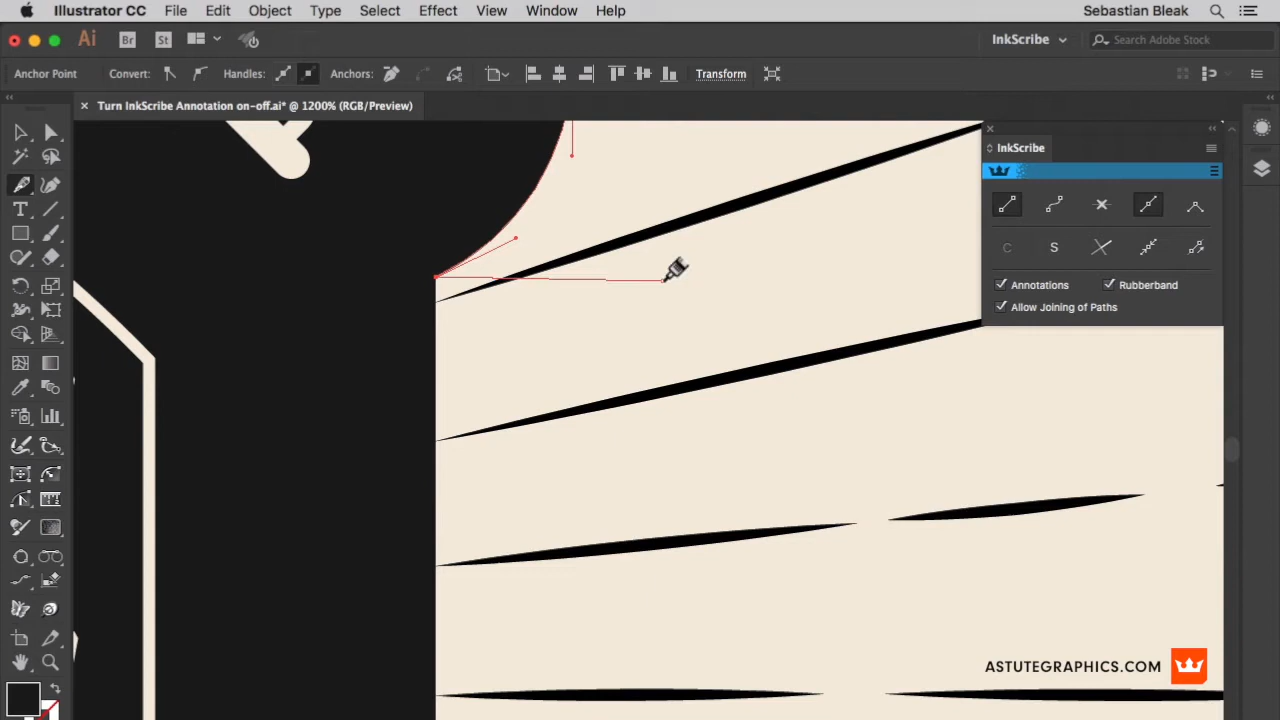 Illustrator CC File Edit Object Type Select Effect View Window Help Sebastian Bleak
Ai Br St InkScribe Search Adobe Stock
Anchor Point Convert: Handles: Anchors: Transform
× Turn InkScribe Annotation on-off.ai* @ 1200% (RGB/Preview)
InkScribe
C S
Annotations Rubberband
Allow Joining of Paths
T
ASTUTEGRAPHICS.COM